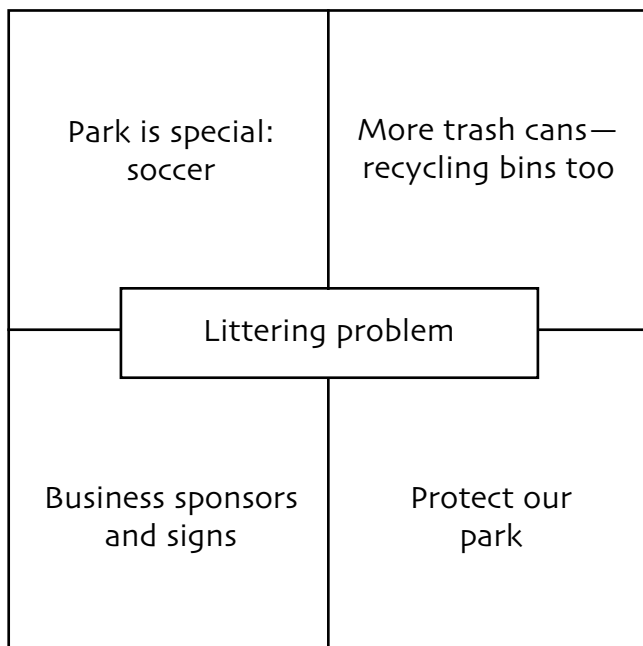 Park is special:
soccer
More trash cans—
recycling bins too
Littering problem
Business sponsors
and signs
Protect our
park